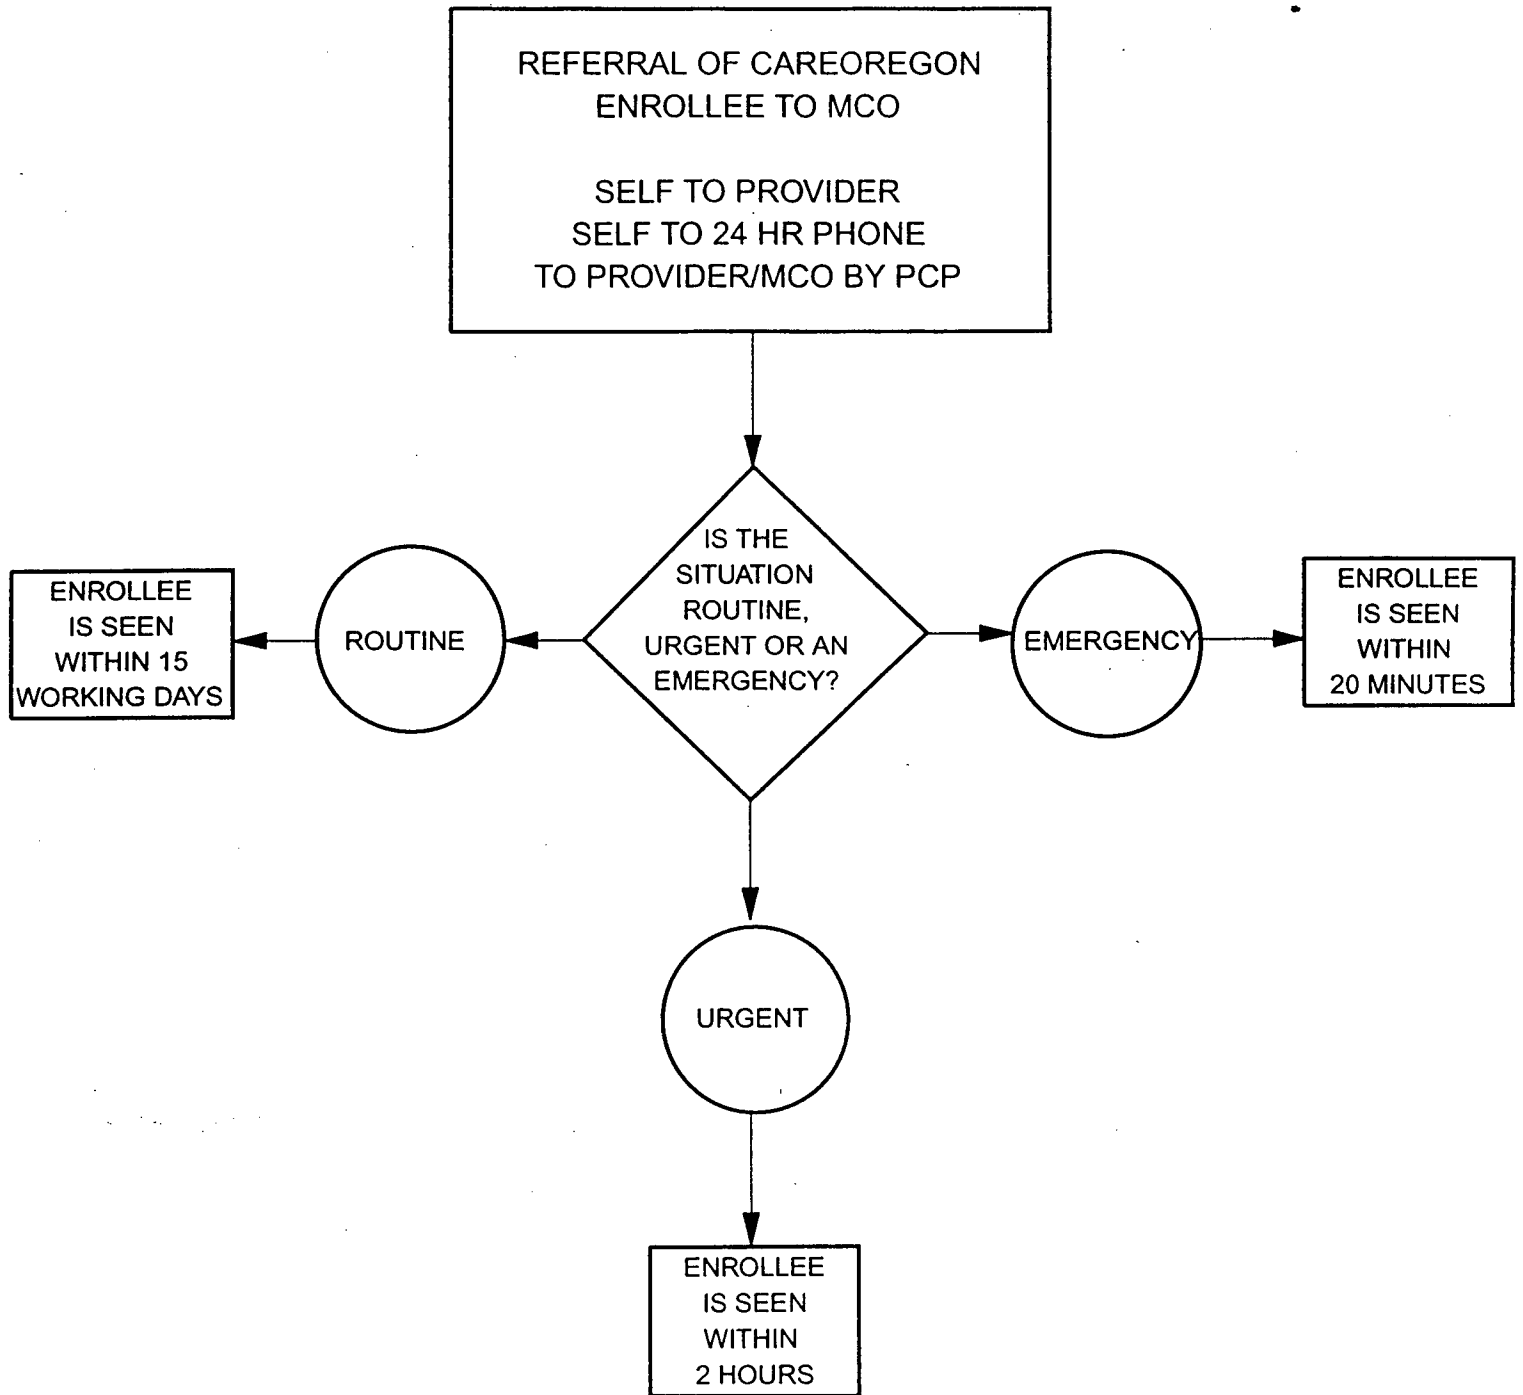 REFERRAL OF CAREOREGON
ENROLLEE TO MCO
SELF TO PROVIDER
SELF TO 24 HR PHONE
TO PROVIDER/MCO BY PCP
IS THE
SITUATION
ROUTINE,
URGENT OR AN
EMERGENCY?
ENROLLEE
IS SEEN
WITHIN 15
WORKING DAYS
ROUTINE
EMERGENCY
ENROLLEE
IS SEEN
WITHIN
20 MINUTES
URGENT
ENROLLEE
IS SEEN
WITHIN
2 HOURS